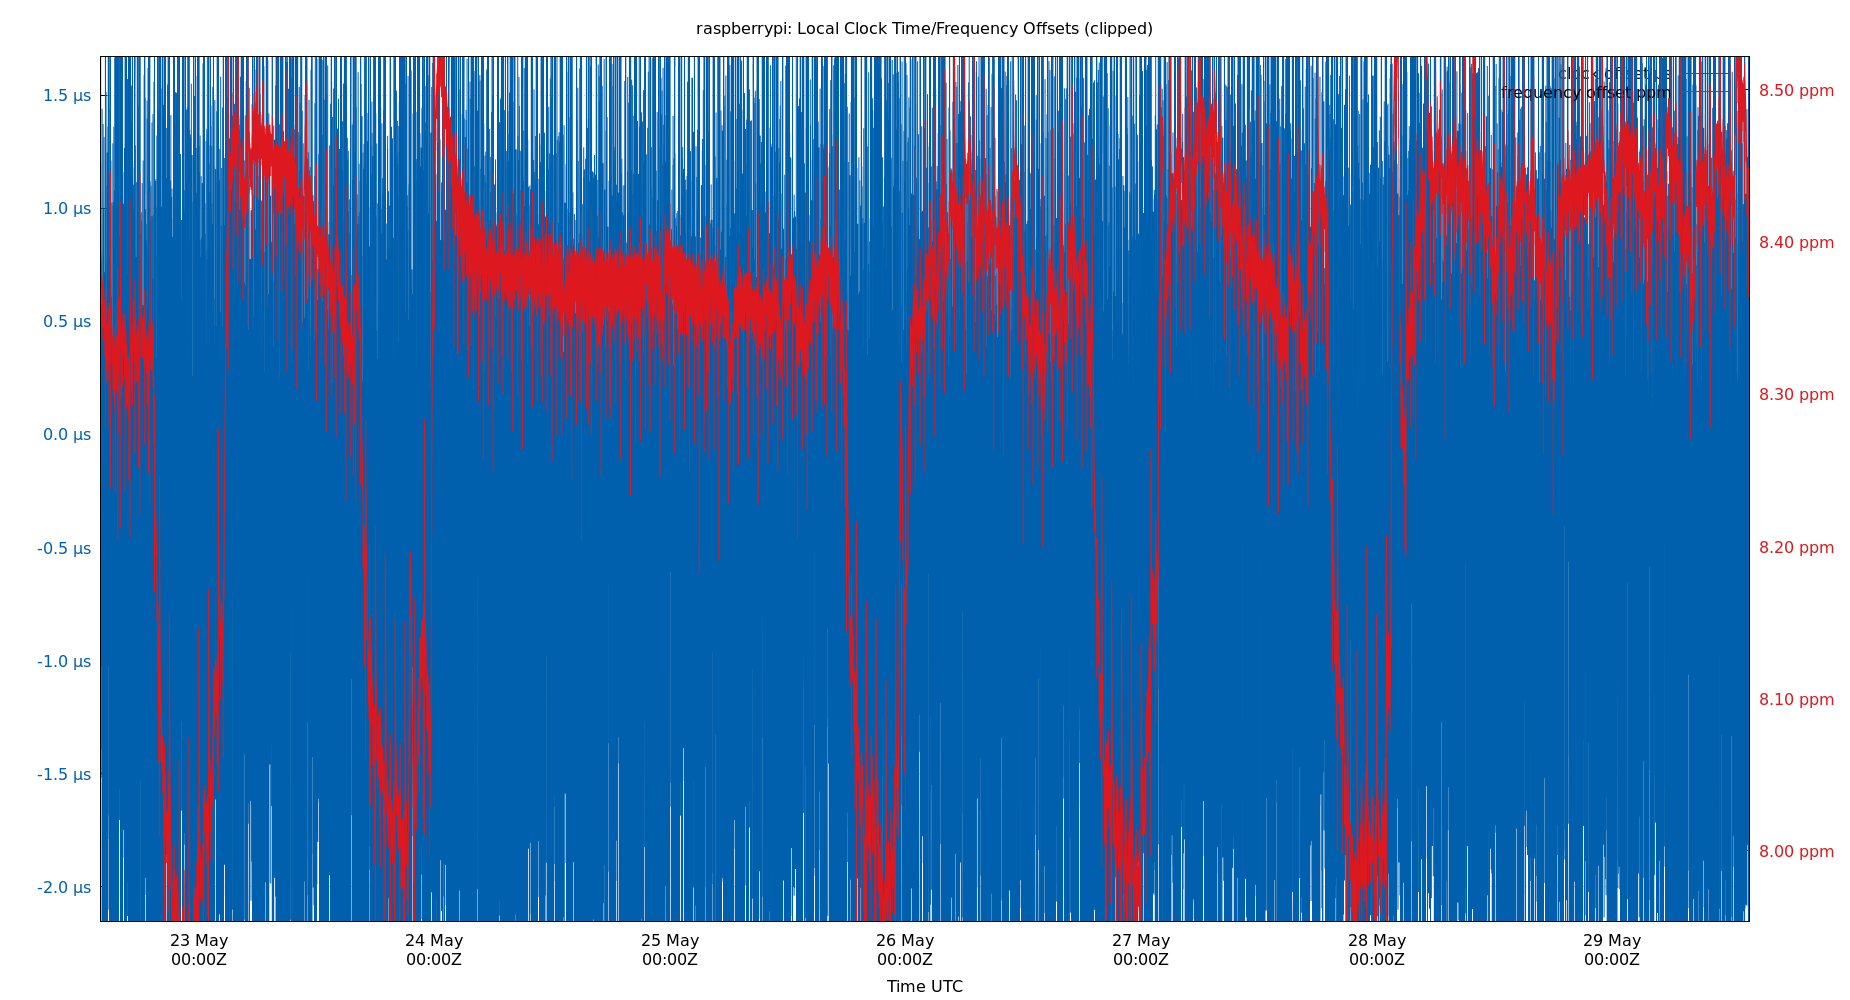 raspberrypi: Local Clock Time/Frequency Offsets (clipped)
clock offset µs
frequency offset ppm
1.5 µs
1.0 µs
0.5 µs
0.0 µs
-0.5 µs
-1.0 µs
-1.5 µs
-2.0 µs
8.50 ppm
8.40 ppm
8.30 ppm
8.20 ppm
8.10 ppm
8.00 ppm
23 May 24 May 25 May 26 May 27 May 28 May 29 May
00:00Z 00:00Z 00:00Z 00:00Z 00:00Z 00:00Z 00:00Z
Time UTC